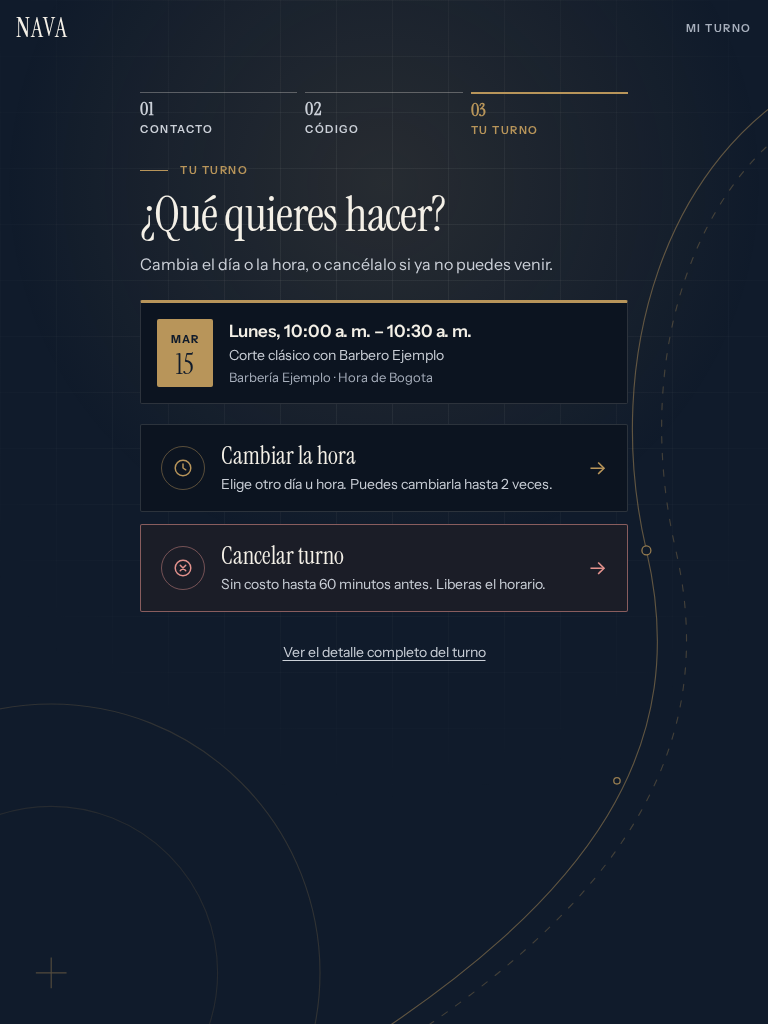 NAVA
MI TURNO
01
CONTACTO
02
CÓDIGO
03
TU TURNO
TU TURNO
¿Qué quieres hacer?
Cambia el día o la hora, o cancélalo si ya no puedes venir.
MAR
15
Lunes, 10:00 a. m. – 10:30 a. m.
Corte clásico con Barbero Ejemplo
Barbería Ejemplo · Hora de Bogota
Cambiar la hora
Elige otro día u hora. Puedes cambiarla hasta 2 veces.
Cancelar turno
Sin costo hasta 60 minutos antes. Liberas el horario.
Ver el detalle completo del turno